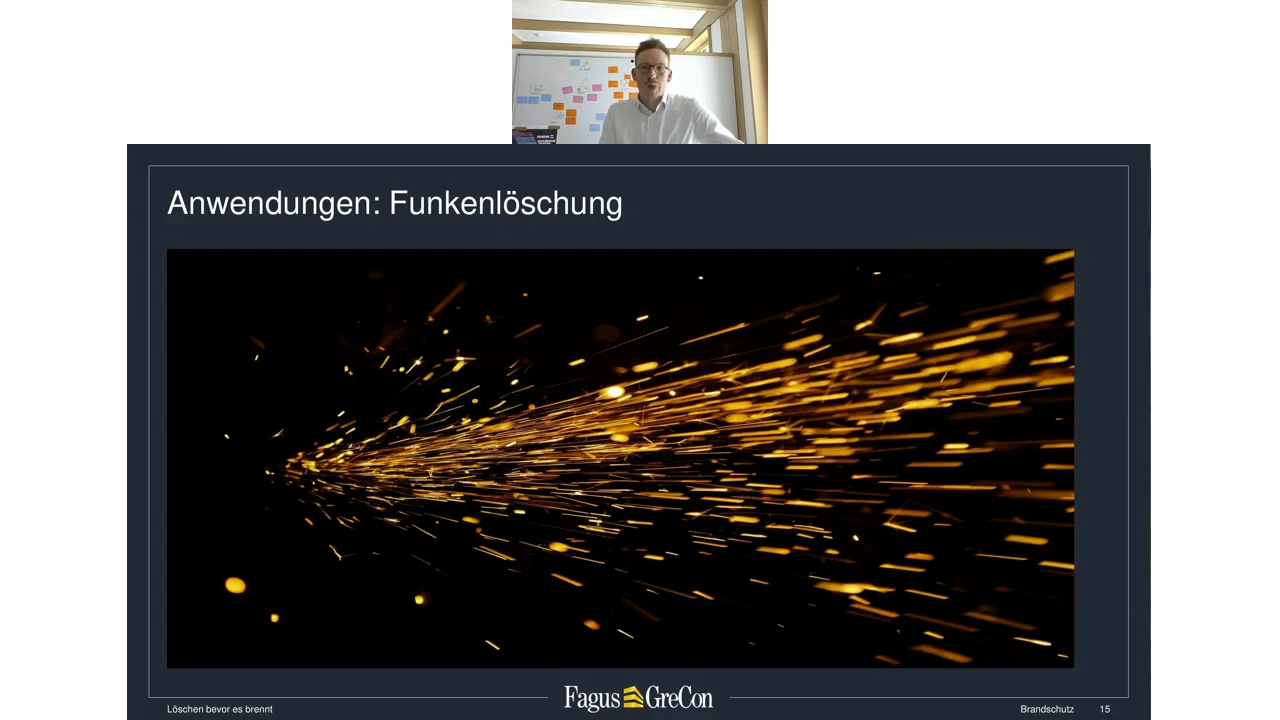 Anwendungen: Funkenlöschung
Fagus GreCon
Löschen bevor es brennt
Brandschutz 15